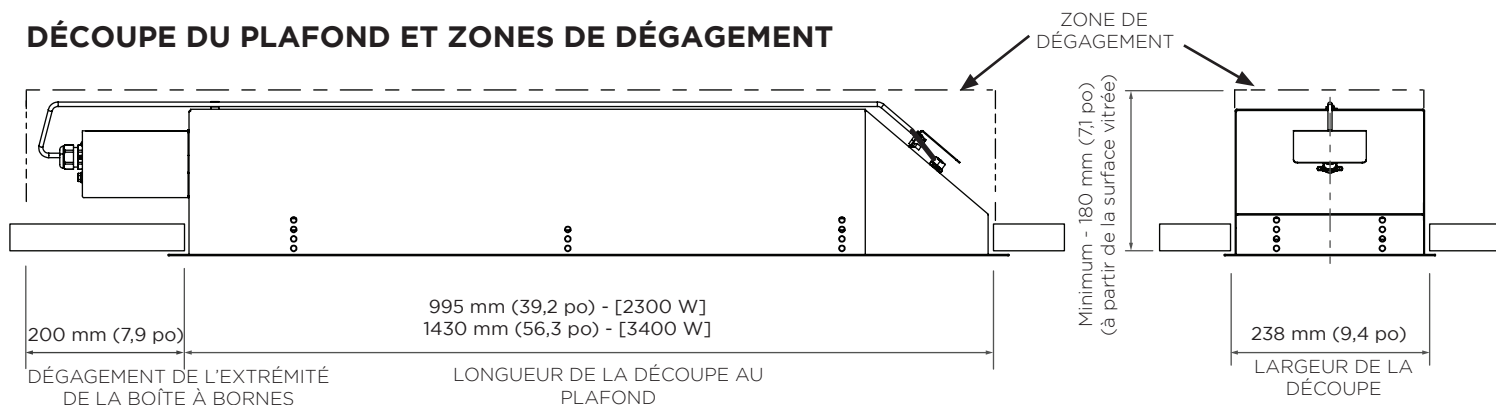 DÉCOUPE DU PLAFOND ET ZONES DE DÉGAGEMENT
ZONE DE
DÉGAGEMENT
Minimum - 180 mm (7,1 po)
(à partir de la surface vitrée)
995 mm (39,2 po) - [2300 W]
1430 mm (56,3 po) - [3400 W]
200 mm (7,9 po)
238 mm (9,4 po)
DÉGAGEMENT DE L'EXTRÉMITÉ
DE LA BOÎTE À BORNES
LONGUEUR DE LA DÉCOUPE AU
PLAFOND
LARGEUR DE LA
DÉCOUPE